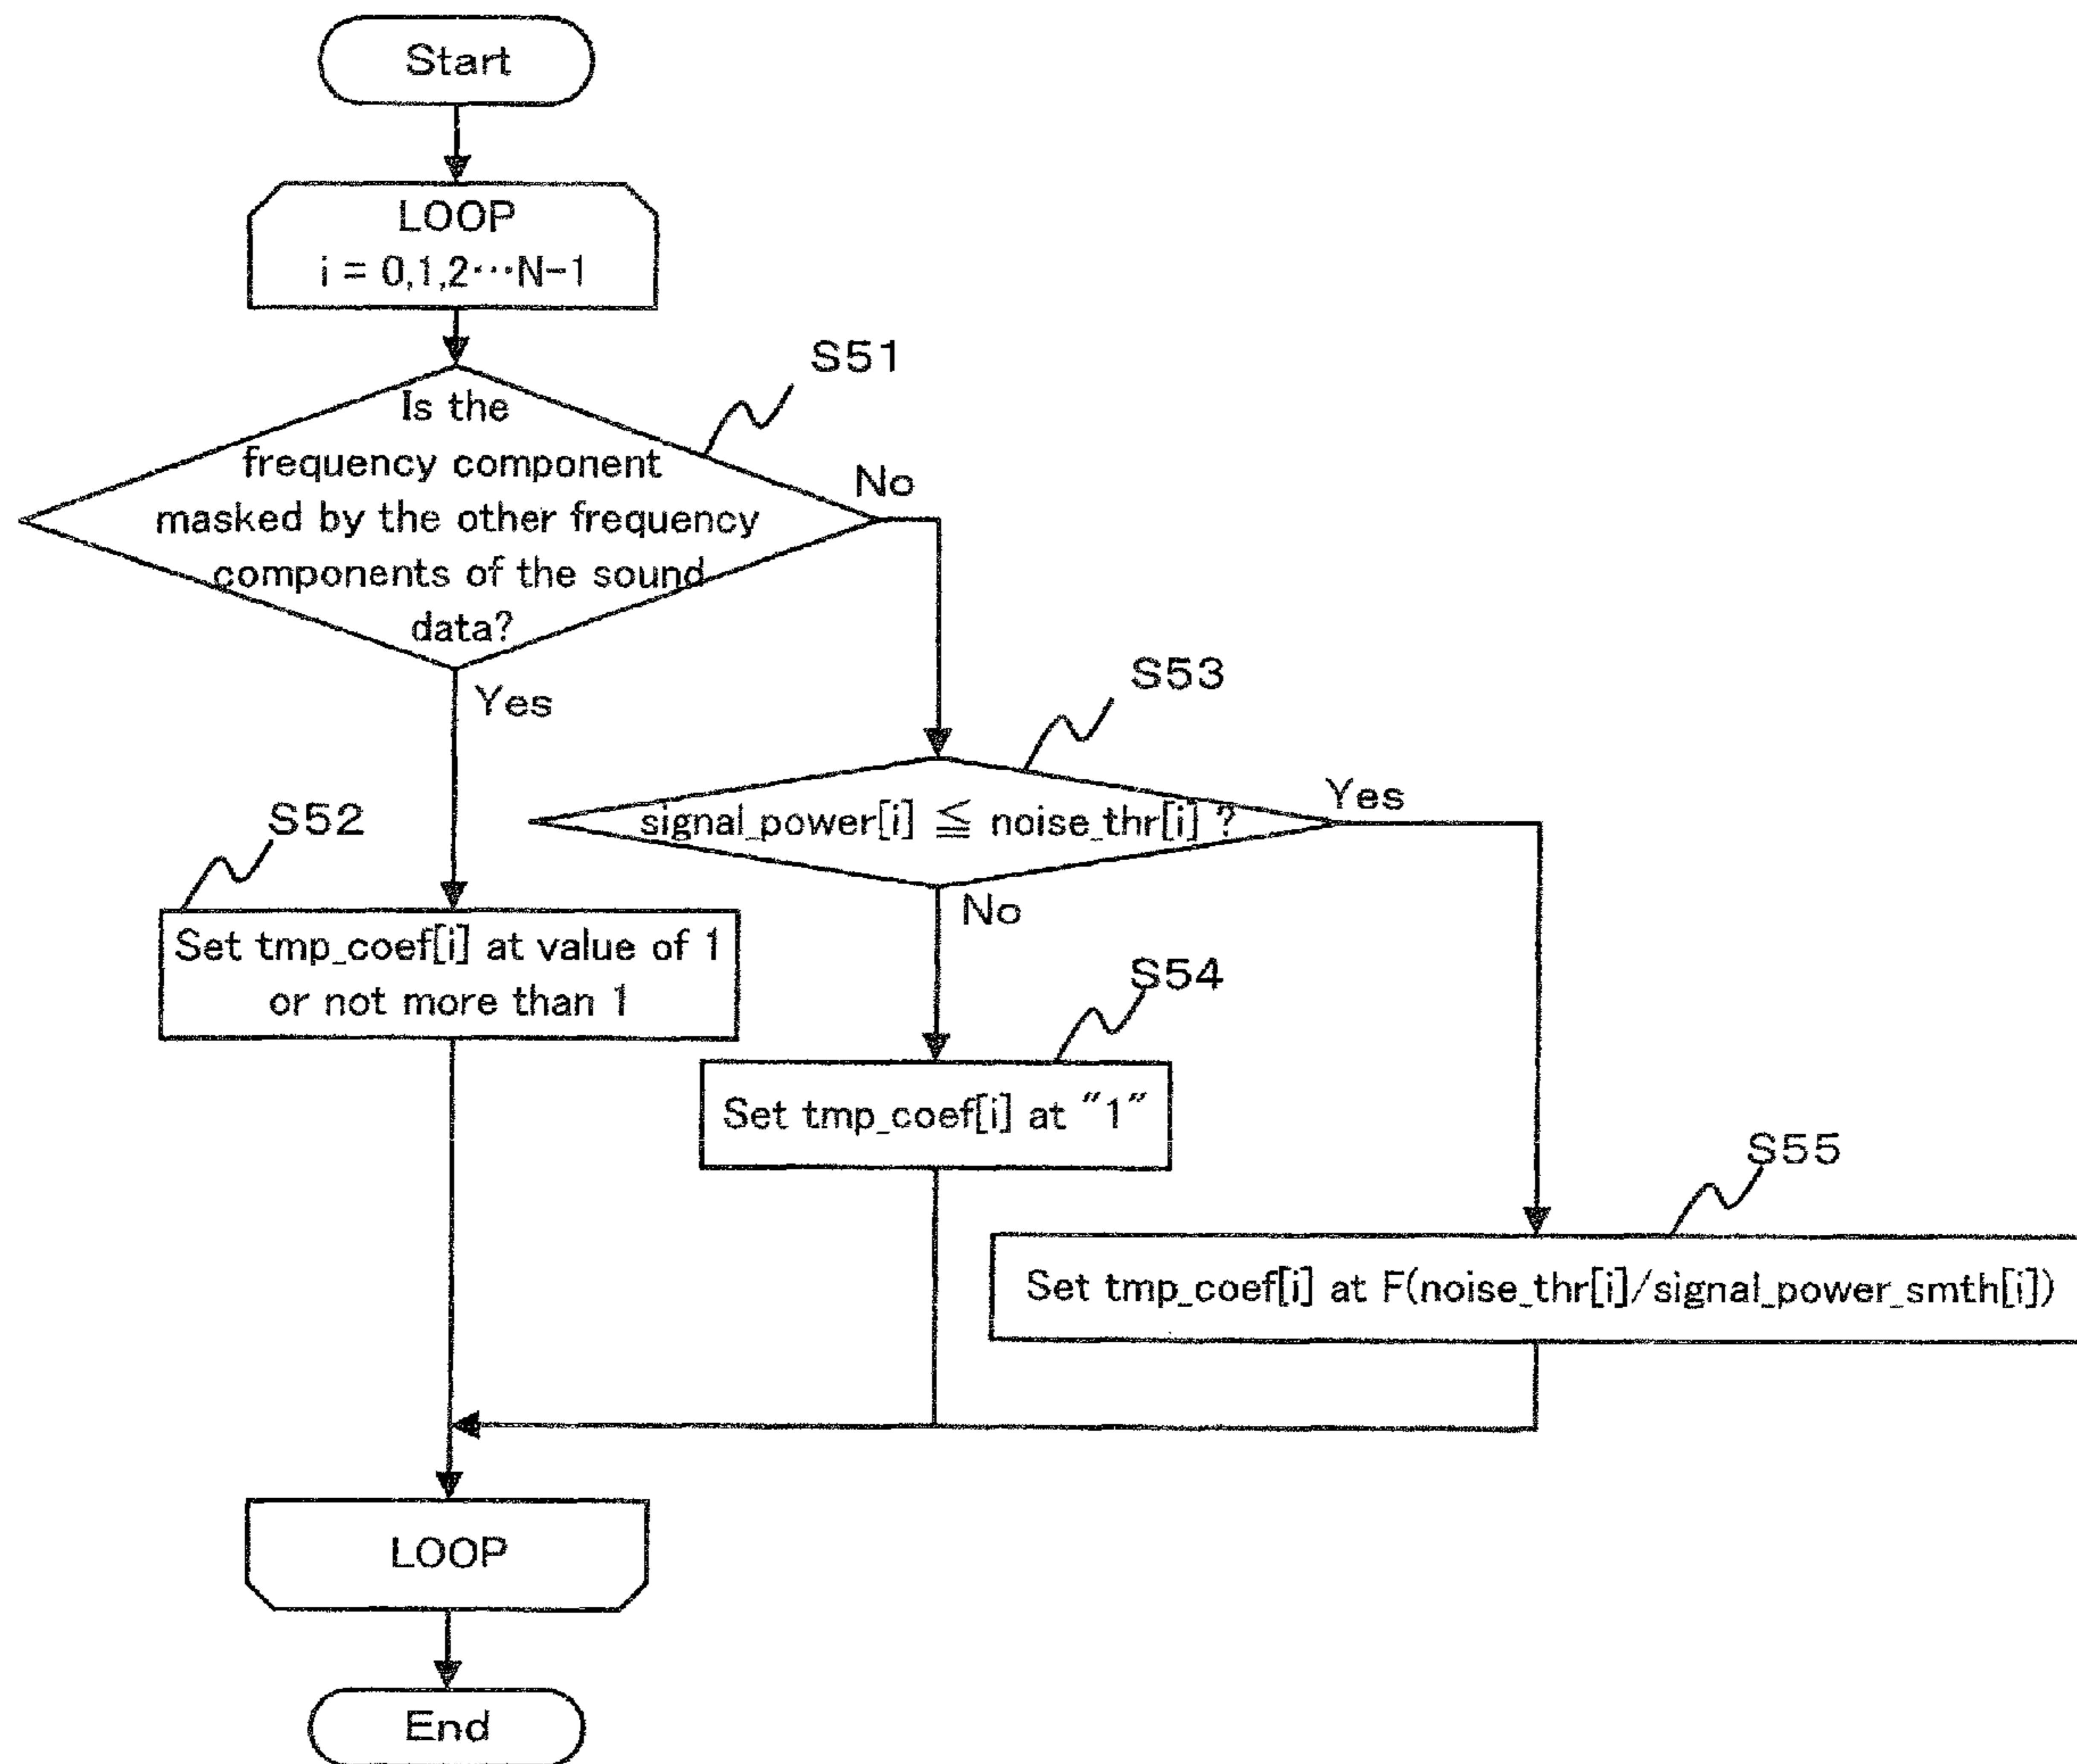 Start
LOOP
i = 0,1,2···N-1
S51
Is the
frequency component
masked by the other frequency
components of the sound
data?
No
Yes
S53
signal_power[i] ≦ noise_thr[i] ?
Yes
No
S52
Set tmp_coef[i] at value of 1
or not more than 1
S54
Set tmp_coef[i] at "1"
S55
Set tmp_coef[i] at F(noise_thr[i]/signal_power_smth[i])
LOOP
End